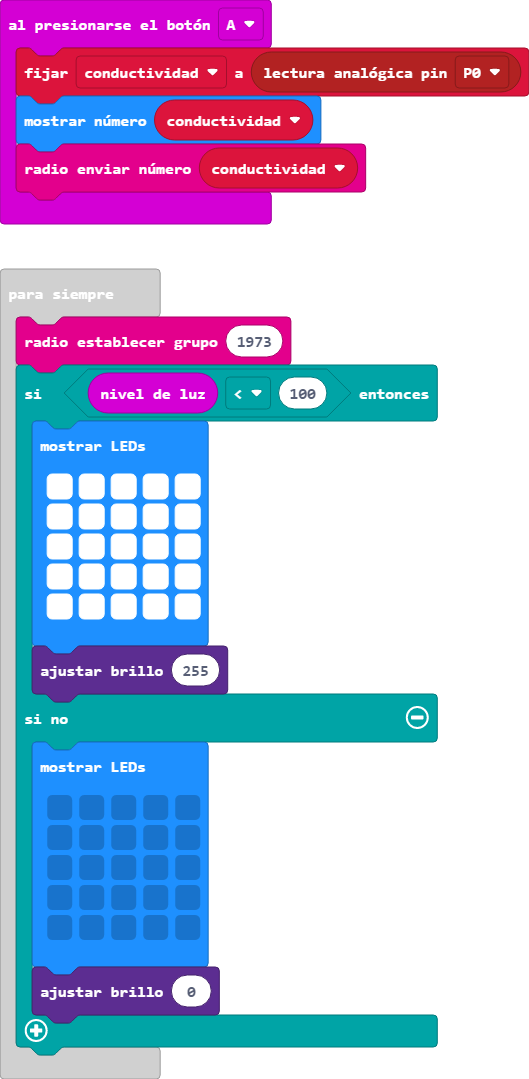 al presionarse el botón A
fijar conductividad a lectura analógica pin P0
mostrar número conductividad
radio enviar número conductividad
para siempre
radio establecer grupo 1973
si nivel de luz < 100 entonces
mostrar LEDs
ajustar brillo 255
si no
mostrar LEDs
ajustar brillo 0